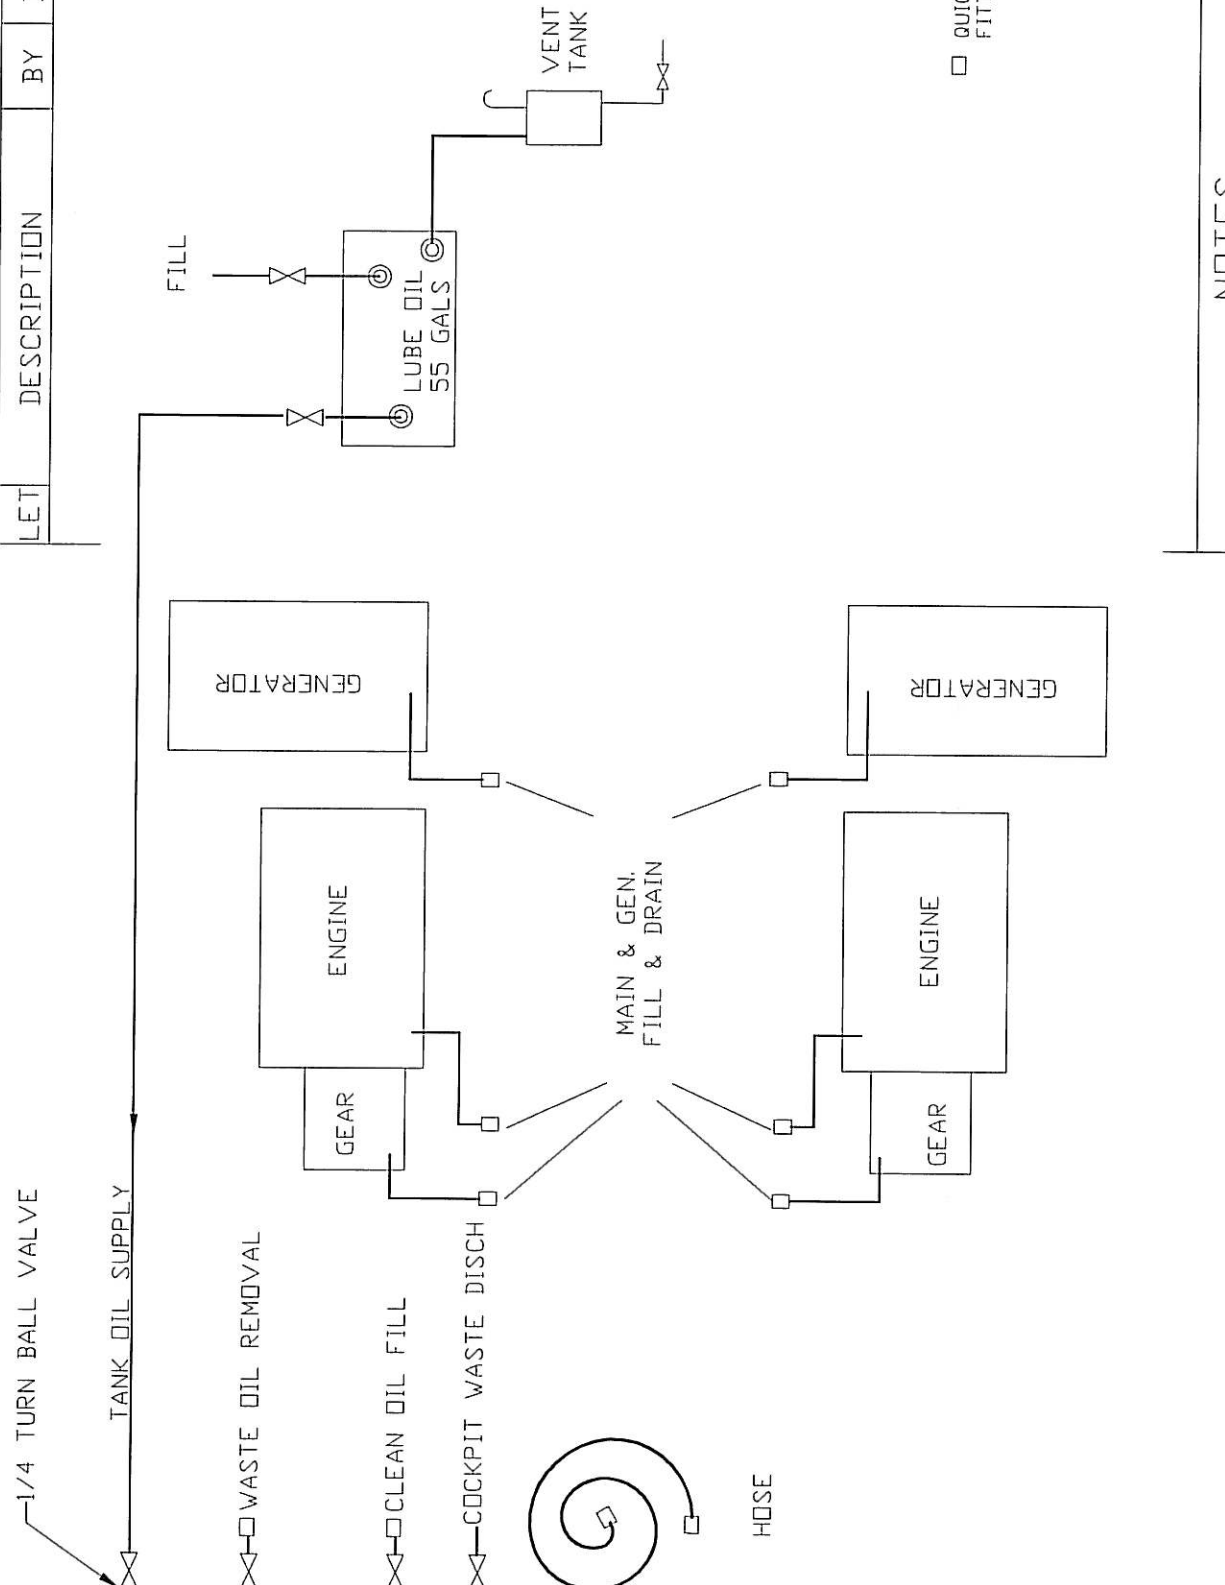 LET DESCRIPTION BY
FILL
LUBE OIL
55 GALS
VENT
TANK
GENERATOR
GENERATOR
ENGINE
GEAR
ENGINE
GEAR
MAIN & GEN.
FILL & DRAIN
1/4 TURN BALL VALVE
TANK OIL SUPPLY
WASTE OIL REMOVAL
CLEAN OIL FILL
COCKPIT WASTE DISCH
HOSE
NOTES